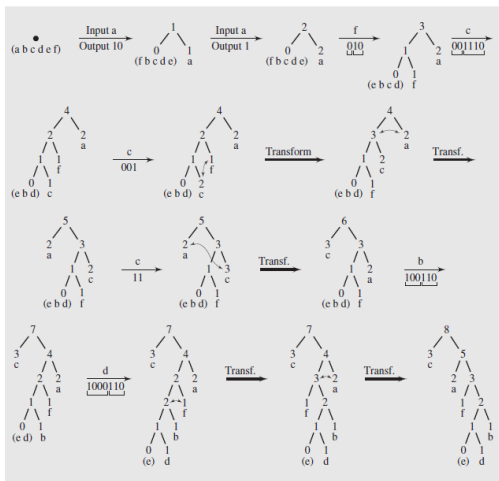 Input a 1 Input a 2 f 3 c
(a b c d e f) Output 10 0 1 Output 1 0 2 010 1 2 001110
(f b c d e) a (f b c d e) a a
0 1
(e b c d) f
4 4 4
2 2 c 2 2 Transform 3 2 Transf.
a 001 a a
1 1 1 1 1 2
f f c
0 1 0 2 0 1
(e b d) c (e b d) c (e b d) f
5 5 6
2 3 c 2 3 Transf. 3 3 b
a 11 a c 100110
1 2 1 3 1 2
c c a
0 1 0 1 0 1
(e b d) f (e b d) f (e b d) f
7 7 7 8
3 4 d 3 4 Transf. 3 4 Transf. 3 5
c 1000110 c c c
2 2 2 2 3 2 2 3
a a a a
1 1 2 1 1 2 1 2
f f f f
0 1 1 1 1 1 1 1
(e d) b b b b
0 1 0 1 0 1
(e) d (e) d (e) d